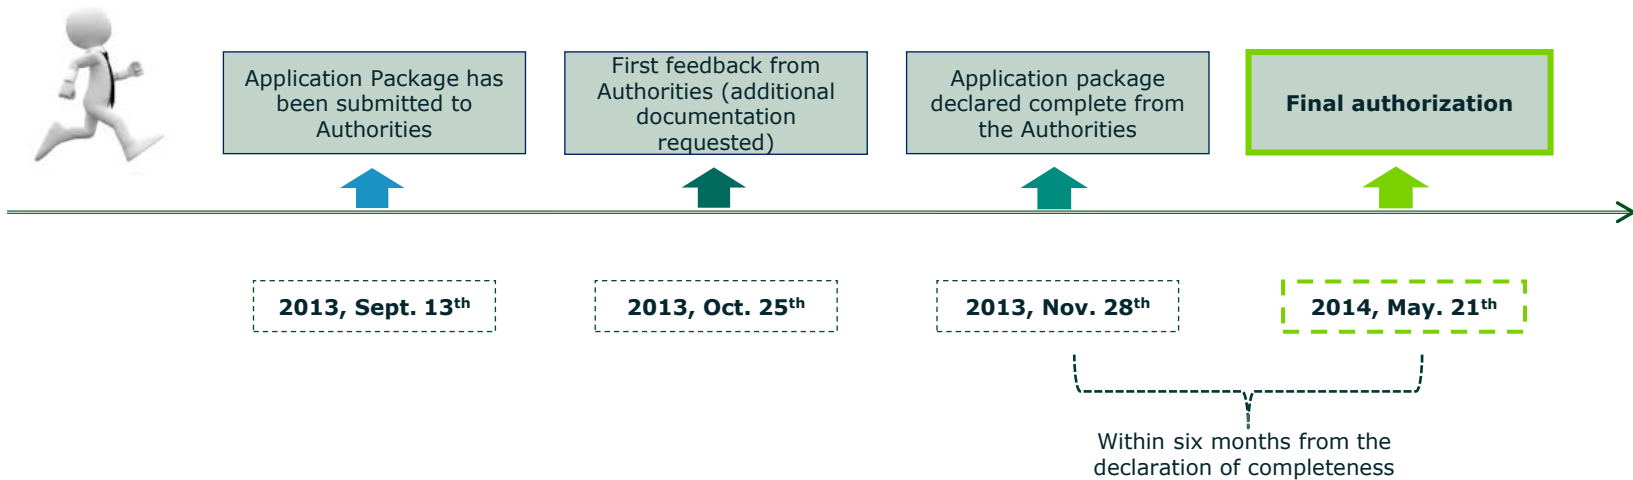 Application Package has
been submitted to
Authorities
First feedback from
Authorities (additional
documentation
requested)
Application package
declared complete from
the Authorities
Final authorization
2013, Sept. 13th
2013, Oct. 25th
2013, Nov. 28th
2014, May. 21th
Within six months from the
declaration of completeness